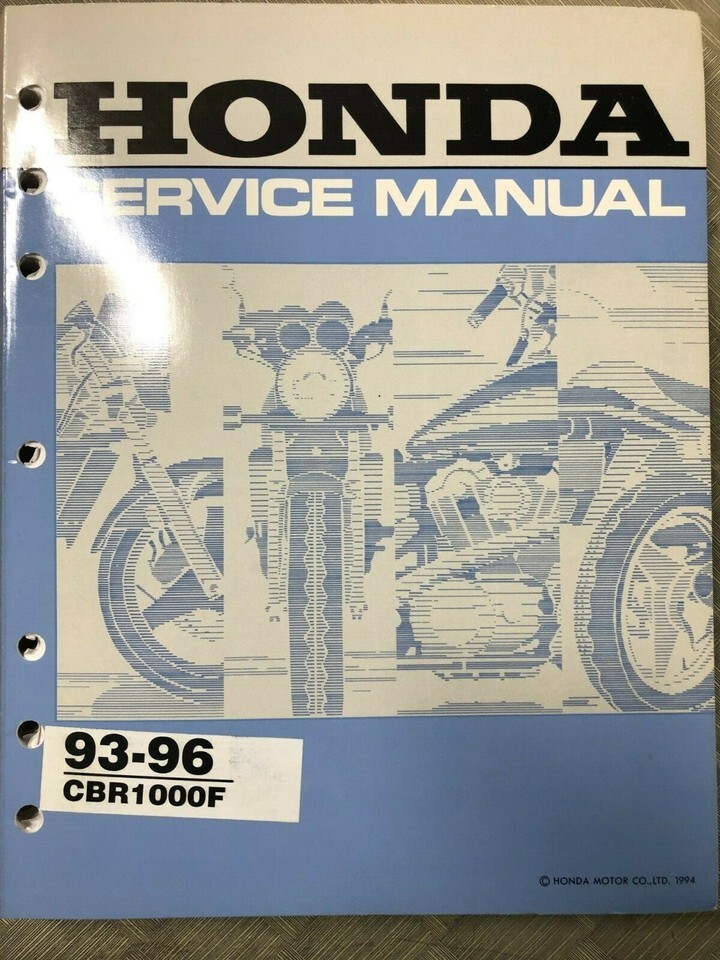 HONDA
SERVICE MANUAL
93-96
CBR1000F
© HONDA MOTOR CO.,LTD. 1994